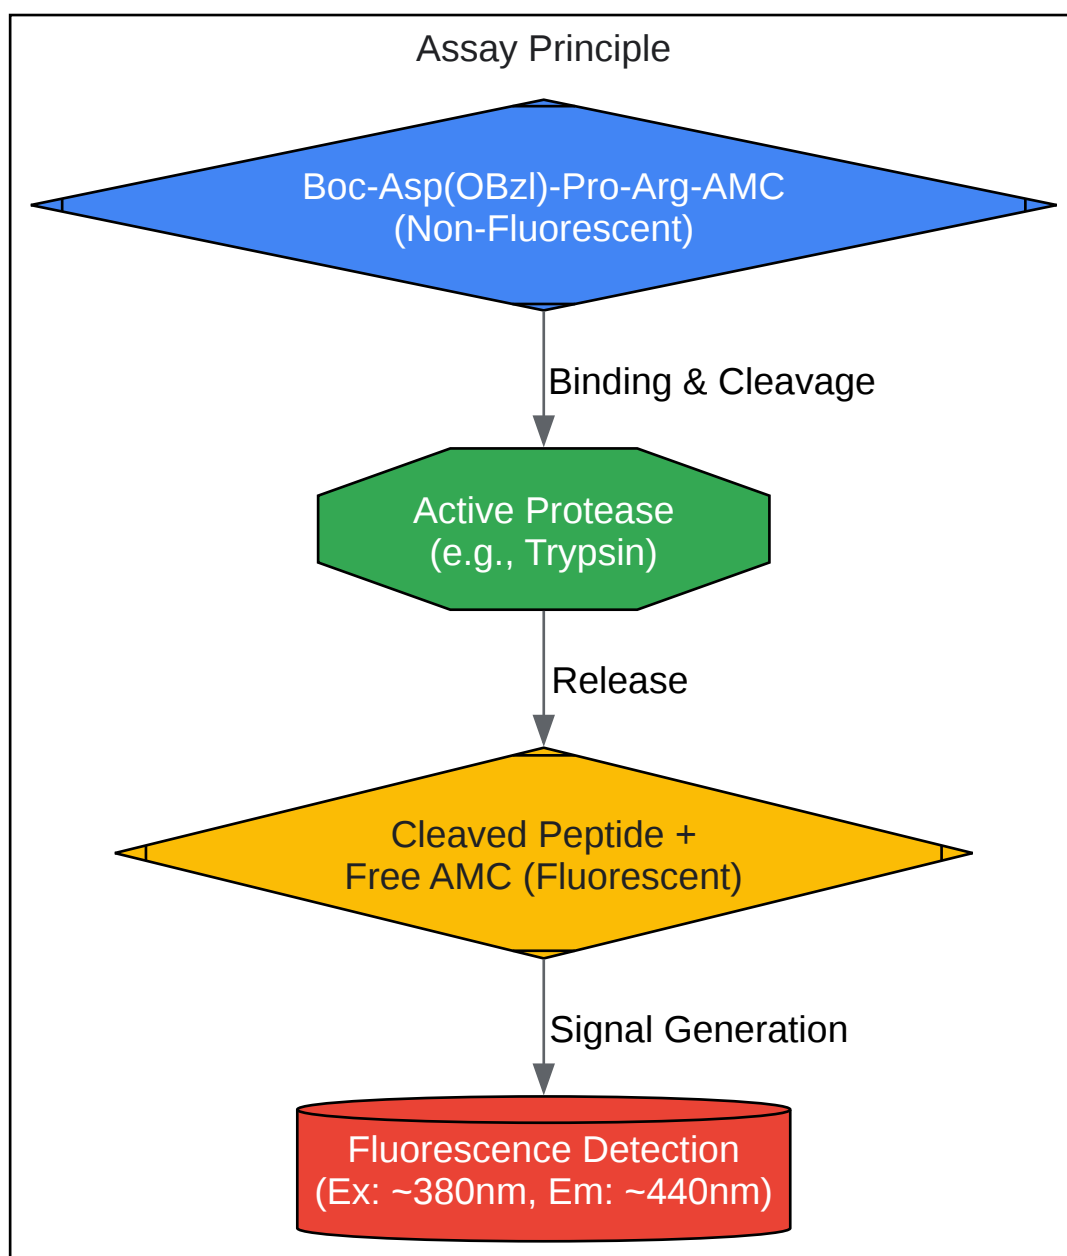 Assay Principle
Boc-Asp(OBzl)-Pro-Arg-AMC
(Non-Fluorescent)
Binding & Cleavage
Active Protease
(e.g., Trypsin)
Release
Cleaved Peptide +
Free AMC (Fluorescent)
Signal Generation
Fluorescence Detection
(Ex: ~380nm, Em: ~440nm)